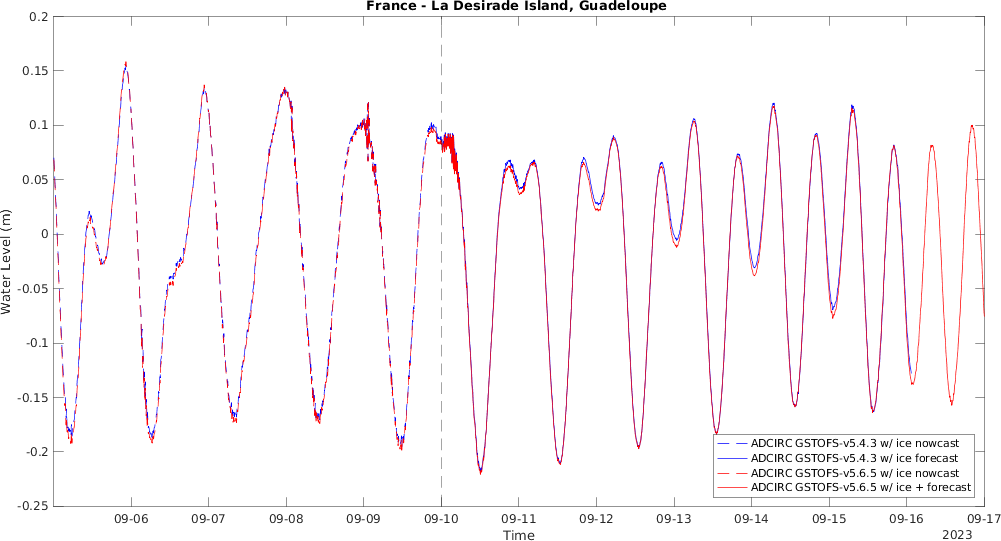 France - La Desirade Island, Guadeloupe
0.2
0.15
0.1
0.05
0
-0.05
-0.1
-0.15
-0.2
-0.25
Water Level (m)
ADCIRC GSTOFS-v5.4.3 w/ ice nowcast
ADCIRC GSTOFS-v5.4.3 w/ ice forecast
ADCIRC GSTOFS-v5.6.5 w/ ice nowcast
ADCIRC GSTOFS-v5.6.5 w/ ice + forecast
09-06 09-07 09-08 09-09 09-10 09-11 09-12 09-13 09-14 09-15 09-16 09-17
Time
2023